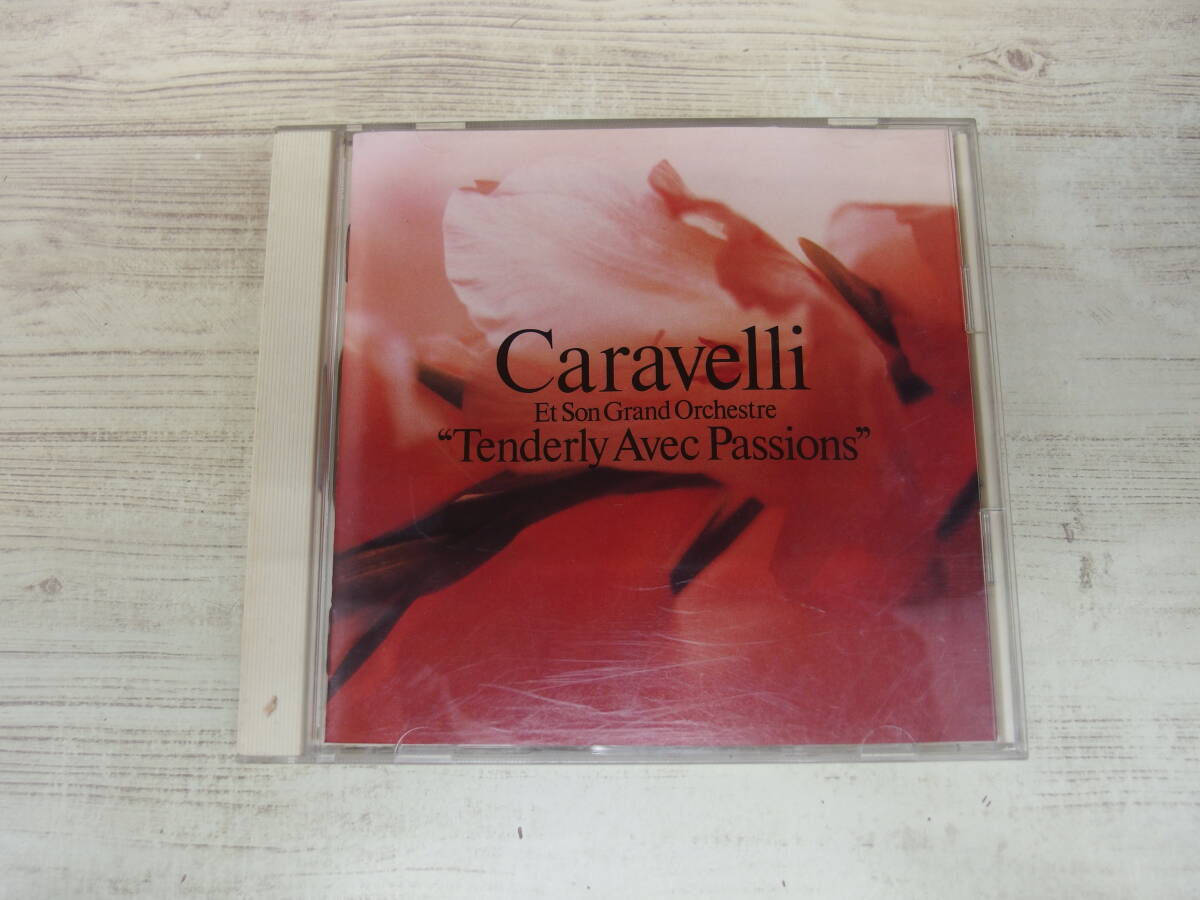 Caravelli
Et Son Grand Orchestre
“Tenderly Avec Passions”